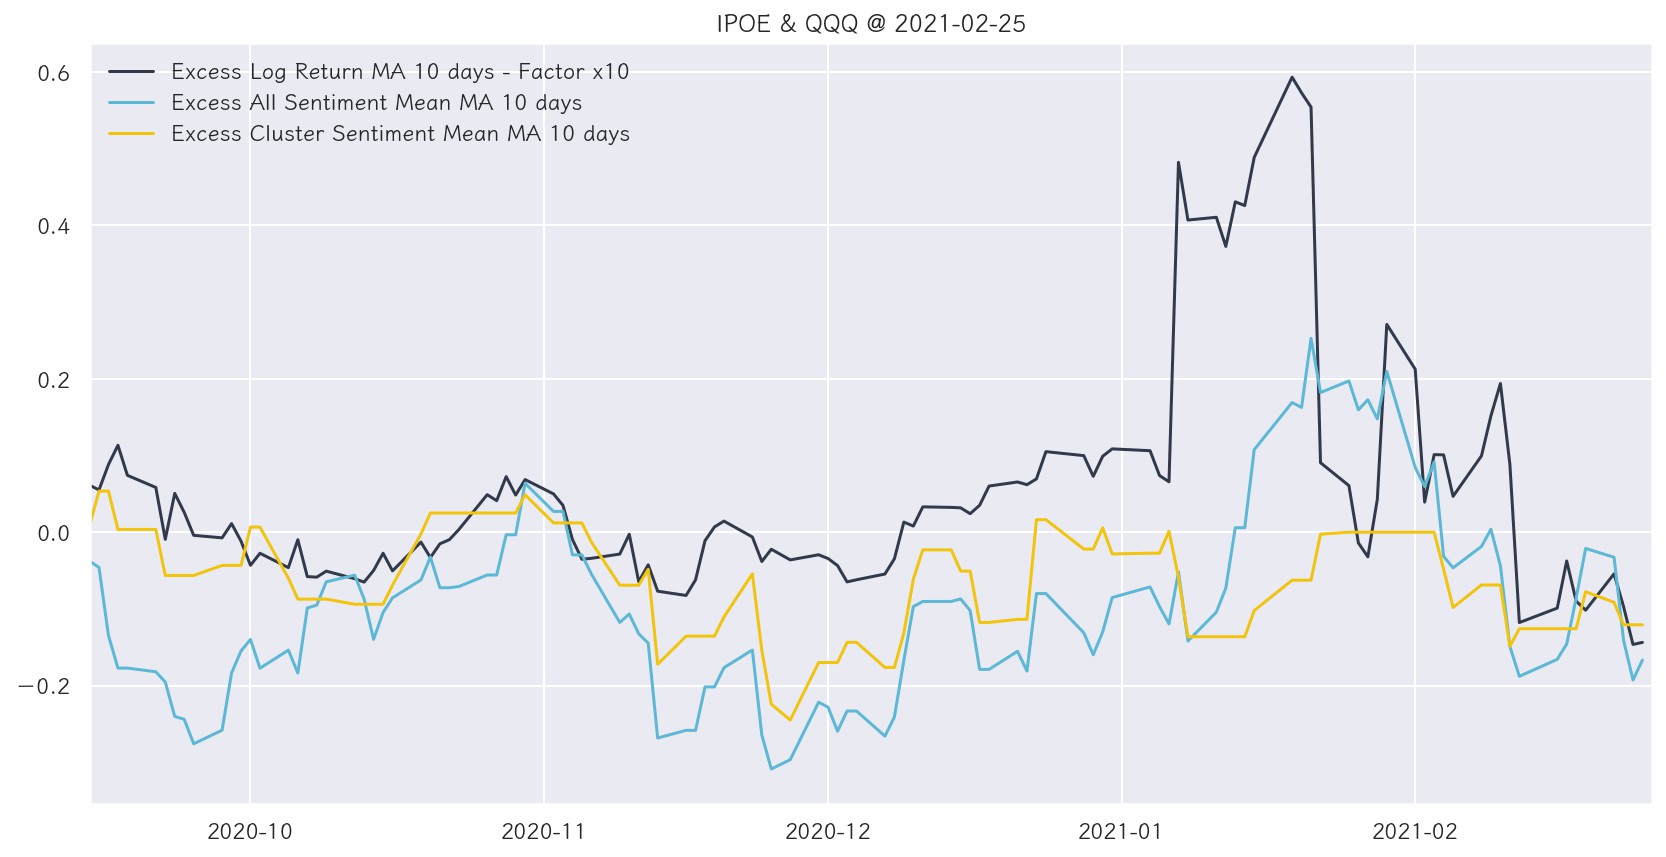 IPOE & QQQ @ 2021-02-25
Excess Log Return MA 10 days - Factor x10
Excess All Sentiment Mean MA 10 days
Excess Cluster Sentiment Mean MA 10 days
0.6
0.4
0.2
0.0
−0.2
2020-10 2020-11 2020-12 2021-01 2021-02